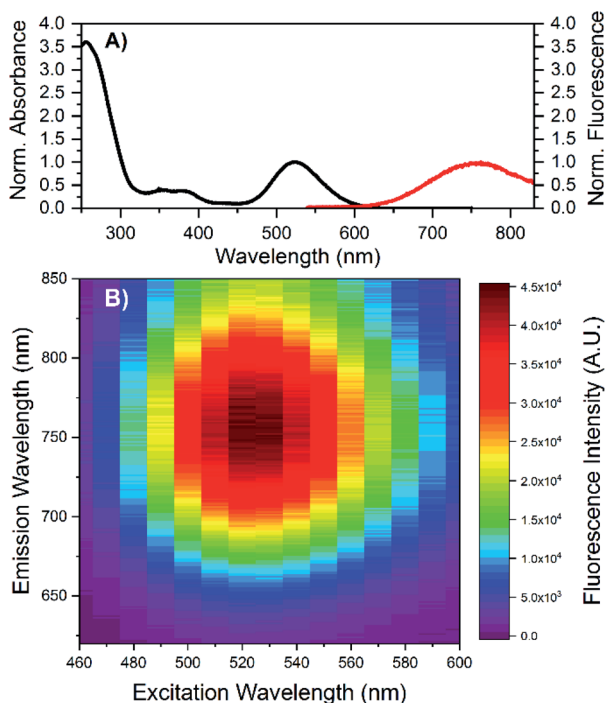 A)
Norm. Absorbance
4.0
3.5
3.0
2.5
2.0
1.5
1.0
0.5
0.0
4.0
3.5
3.0
2.5
2.0
1.5
1.0
0.5
0.0
Norm. Fluorescence
300 400 500 600 700 800
Wavelength (nm)
B)
Emission Wavelength (nm)
850
800
750
700
650
460 480 500 520 540 560 580 600
Excitation Wavelength (nm)
4.5x10⁴
4.0x10⁴
3.5x10⁴
3.0x10⁴
2.5x10⁴
2.0x10⁴
1.5x10⁴
1.0x10⁴
5.0x10³
0.0
Fluorescence Intensity (A.U.)